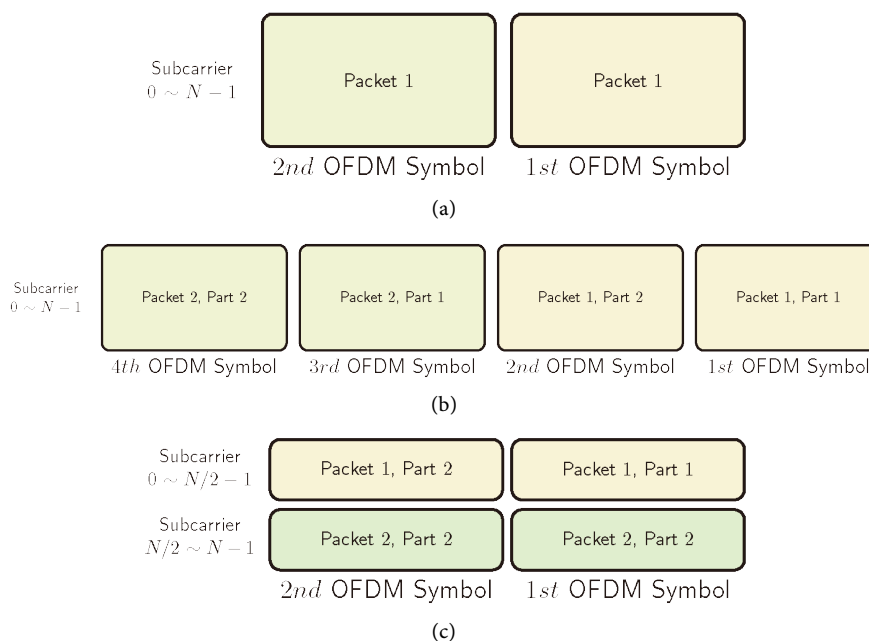 Subcarrier
0 ∼ N − 1
Packet 1
Packet 1
2nd OFDM Symbol
1st OFDM Symbol
(a)
Subcarrier
0 ∼ N − 1
Packet 2, Part 2
Packet 2, Part 1
Packet 1, Part 2
Packet 1, Part 1
4th OFDM Symbol
3rd OFDM Symbol
2nd OFDM Symbol
1st OFDM Symbol
(b)
Subcarrier
0 ∼ N/2 − 1
Packet 1, Part 2
Packet 1, Part 1
Subcarrier
N/2 ∼ N − 1
Packet 2, Part 2
Packet 2, Part 2
2nd OFDM Symbol
1st OFDM Symbol
(c)